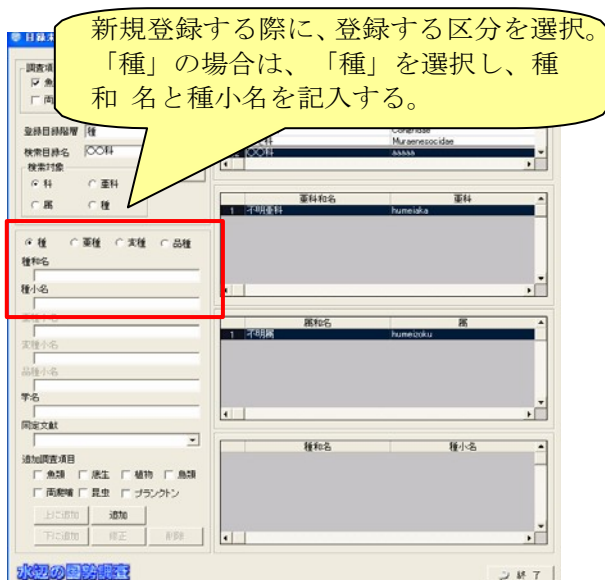 新規登録する際に、登録する区分を選択。
「種」の場合は、「種」を選択し、種
和 名と種小名を記入する。
登録目録階層 種
検索目録名 〇〇科
検索対象
科 亜科
属 種
Muraenesocidae
〇〇科 aaaaa
種 亜種 変種 品種
種和名
種小名
亜種小名
変種小名
品種小名
学名
同定文献
追加調査項目
魚類 底生 植物 鳥類
両爬哺 昆虫 プランクトン
上に追加 追加
下に追加 修正 削除
亜科和名 亜科
1 不明亜科 humeiaka
属和名 属
1 不明属 humeizoku
種和名 種小名
水辺の国勢調査
終了